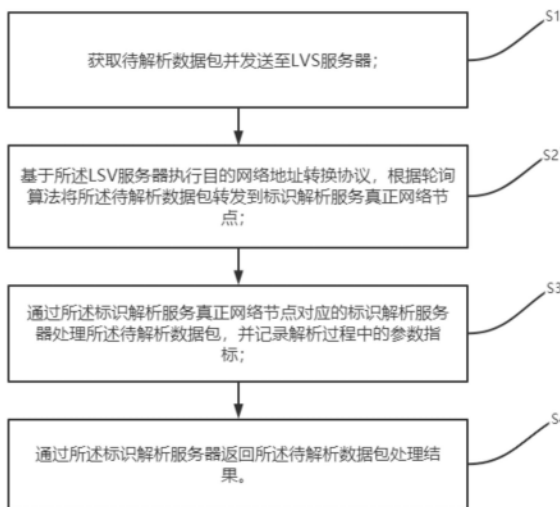 获取待解析数据包并发送至LVS服务器；
S1
基于所述LSV服务器执行目的网络地址转换协议，根据轮询
算法将所述待解析数据包转发到标识解析服务真正网络节
点；
S2
通过所述标识解析服务真正网络节点对应的标识解析服务
器处理所述待解析数据包，并记录解析过程中的参数指
标；
S3
通过所述标识解析服务器返回所述待解析数据包处理结
果。